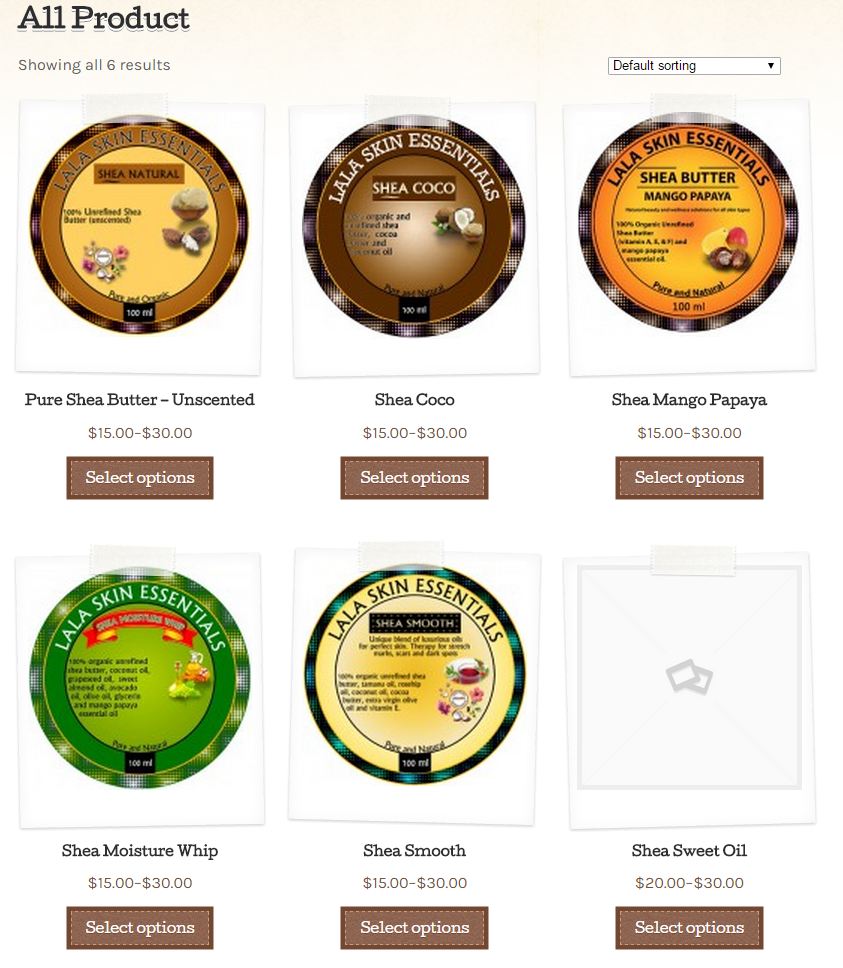 All Product
Showing all 6 results
Default sorting
LALA SKIN ESSENTIALS
SHEA NATURAL
100% Unrefined Shea
Butter (unscented)
Pure and Organic
100 ml
LALA SKIN ESSENTIALS
SHEA COCO
organic and
unrefined shea
butter, cocoa
butter and
coconut oil
Pure and Natural
100 ml
LALA SKIN ESSENTIALS
SHEA BUTTER
MANGO PAPAYA
Natural beauty and wellness solutions for all skin types
100% Organic Unrefined
Shea Butter
(vitamin A, E, & F) and
mango papaya
essential oil.
Pure and Natural
100 ml
Pure Shea Butter – Unscented
$15.00–$30.00
Select options
Shea Coco
$15.00–$30.00
Select options
Shea Mango Papaya
$15.00–$30.00
Select options
LALA SKIN ESSENTIALS
SHEA MOISTURE WHIP
100% organic unrefined
shea butter, coconut oil,
grapeseed oil, sweet
almond oil, avocado
oil, olive oil, glycerin
and mango papaya
essential oil
Pure and Natural
100 ml
LALA SKIN ESSENTIALS
SHEA SMOOTH
Unique blend of luxurious oils
for perfect skin. Therapy for stretch
marks, scars and dark spots
100% organic unrefined shea
butter, tamanu oil, rosehip
oil, coconut oil, cocoa
butter, extra virgin olive
oil and vitamin E.
Pure and Natural
100 ml
Shea Moisture Whip
$15.00–$30.00
Select options
Shea Smooth
$15.00–$30.00
Select options
Shea Sweet Oil
$20.00–$30.00
Select options